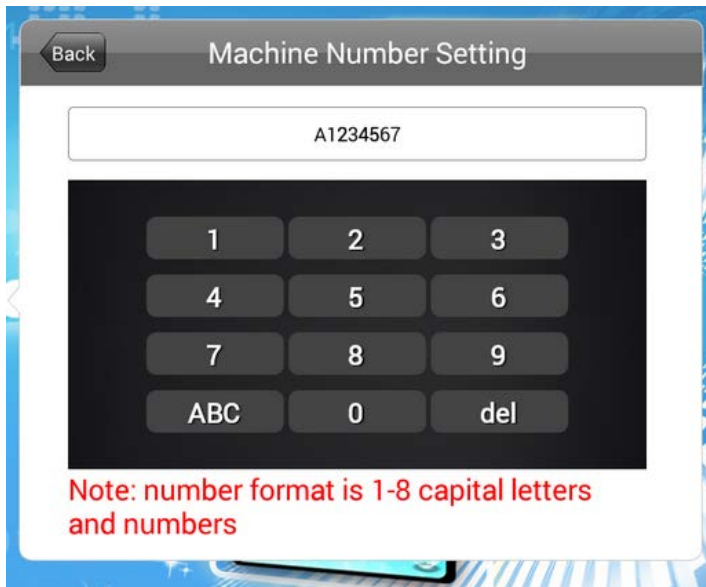 Back
Machine Number Setting
A1234567
1 2 3
4 5 6
7 8 9
ABC 0 del
Note: number format is 1-8 capital letters
and numbers